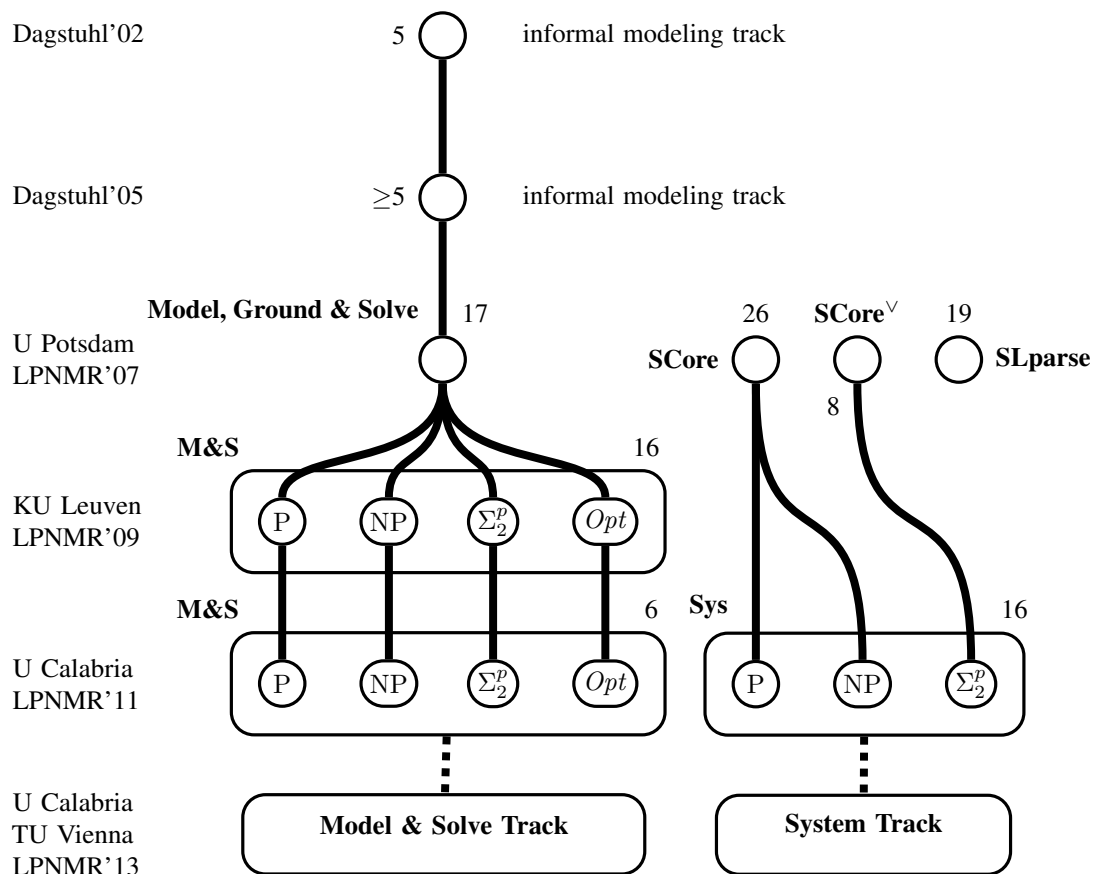 Dagstuhl'02 5 informal modeling track
Dagstuhl'05 ≥5 informal modeling track
Model, Ground & Solve 17 26 SCore∨ 19
U Potsdam
LPNMR'07
SCore SLparse
8
M&S 16
KU Leuven
LPNMR'09
P NP Σ₂ᵖ Opt
M&S 6 Sys 16
U Calabria
LPNMR'11
P NP Σ₂ᵖ Opt P NP Σ₂ᵖ
U Calabria
TU Vienna
LPNMR'13
Model & Solve Track System Track